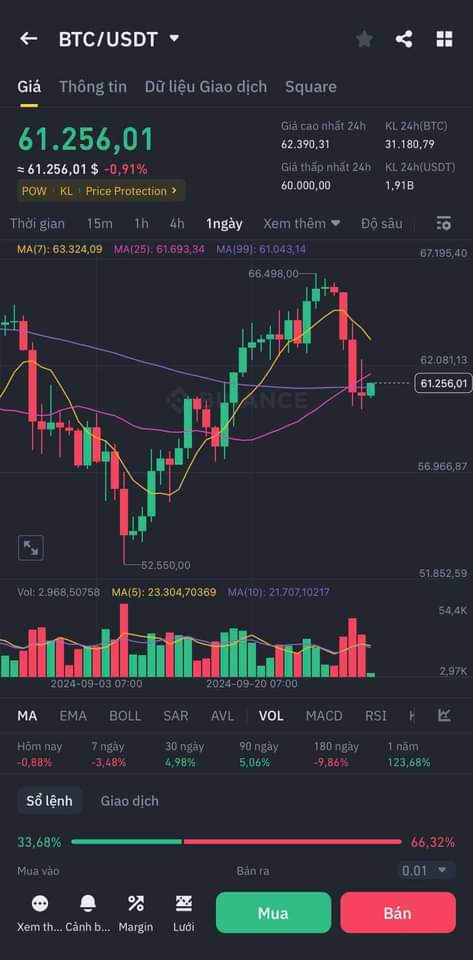 BTC/USDT
Giá Thông tin Dữ liệu Giao dịch Square
61.256,01
≈ 61.256,01 $ -0,91%
POW KL Price Protection
Giá cao nhất 24h KL 24h(BTC)
62.390,31 31.180,79
Giá thấp nhất 24h KL 24h(USDT)
60.000,00 1,91B
Thời gian 15m 1h 4h 1ngày Xem thêm Độ sâu
MA(7): 63.324,09 MA(25): 61.693,34 MA(99): 61.043,14
67.195,40
66.498,00
62.081,13
61.256,01
BINANCE
56.966,87
52.550,00
51.852,59
Vol: 2.968,50758 MA(5): 23.304,70369 MA(10): 21.707,10217
54,4K
2,97K
2024-09-03 07:00 2024-09-20 07:00
MA EMA BOLL SAR AVL VOL MACD RSI
Hôm nay 7 ngày 30 ngày 90 ngày 180 ngày 1 năm
-0,88% -3,48% 4,98% 5,06% -9,86% 123,68%
Sổ lệnh Giao dịch
33,68% 66,32%
Mua vào Bán ra 0.01
Xem th... Cảnh b... Margin Lưới Mua Bán